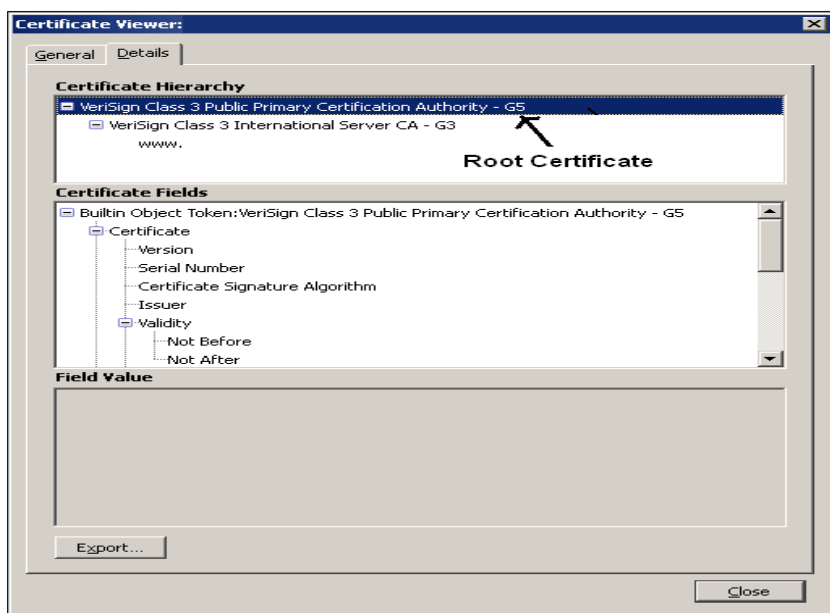 Certificate Viewer:
General Details
Certificate Hierarchy
VeriSign Class 3 Public Primary Certification Authority - G5
VeriSign Class 3 International Server CA - G3
www.
Root Certificate
Certificate Fields
Builtin Object Token:VeriSign Class 3 Public Primary Certification Authority - G5
Certificate
Version
Serial Number
Certificate Signature Algorithm
Issuer
Validity
Not Before
Not After
Field Value
Export...
Close